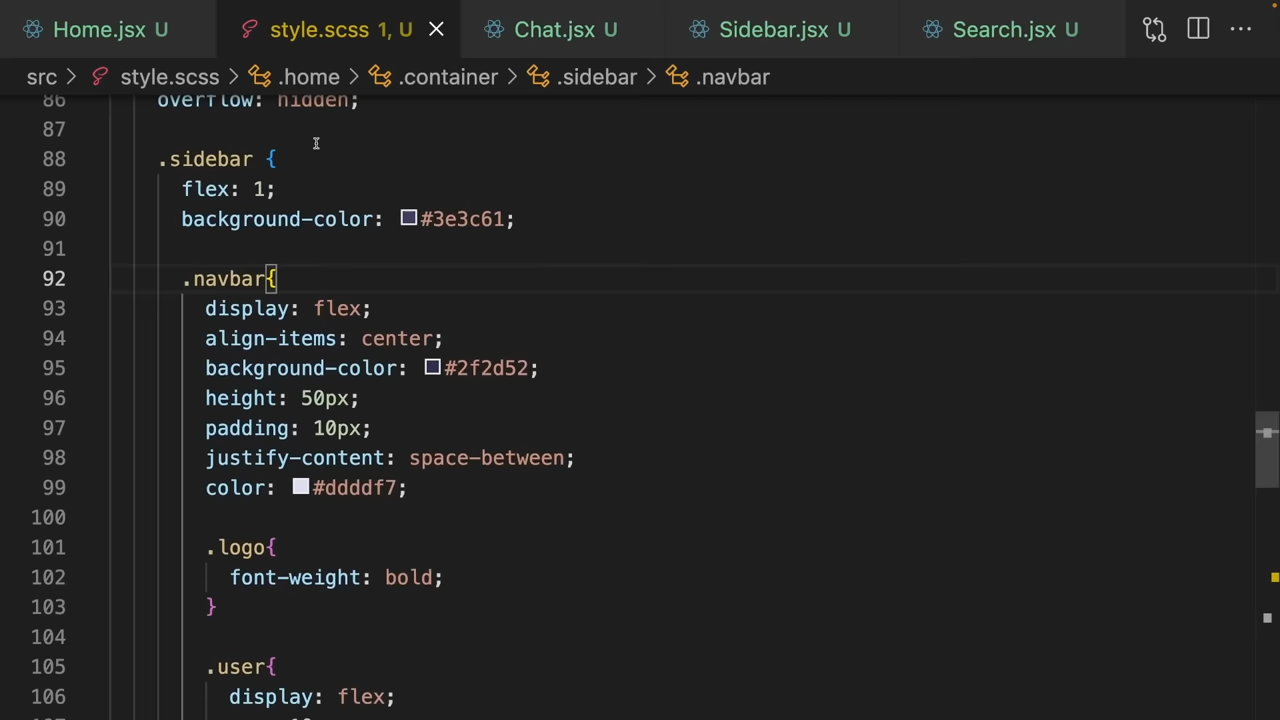 Home.jsx U style.scss 1, U Chat.jsx U Sidebar.jsx U Search.jsx U
src > style.scss > .home > .container > .sidebar > .navbar
86 overflow: hidden;
87
88 .sidebar {
89 flex: 1;
90 background-color: #3e3c61;
91
92 .navbar{
93 display: flex;
94 align-items: center;
95 background-color: #2f2d52;
96 height: 50px;
97 padding: 10px;
98 justify-content: space-between;
99 color: #ddddf7;
100
101 .logo{
102 font-weight: bold;
103 }
104
105 .user{
106 display: flex;